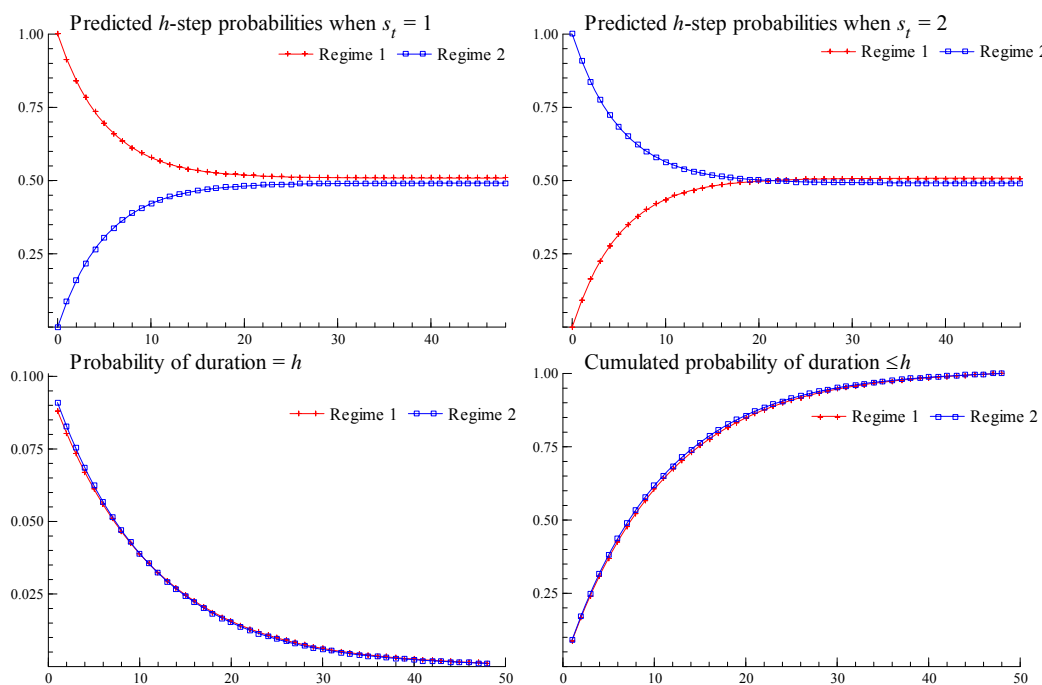 Predicted h-step probabilities when s_t = 1
1.00
Regime 1 Regime 2
0.75
0.50
0.25
0 10 20 30 40
Predicted h-step probabilities when s_t = 2
1.00
Regime 1 Regime 2
0.75
0.50
0.25
0 10 20 30 40
Probability of duration = h
0.100
Regime 1 Regime 2
0.075
0.050
0.025
0 10 20 30 40 50
Cumulated probability of duration ≤h
1.00
Regime 1 Regime 2
0.75
0.50
0.25
0 10 20 30 40 50